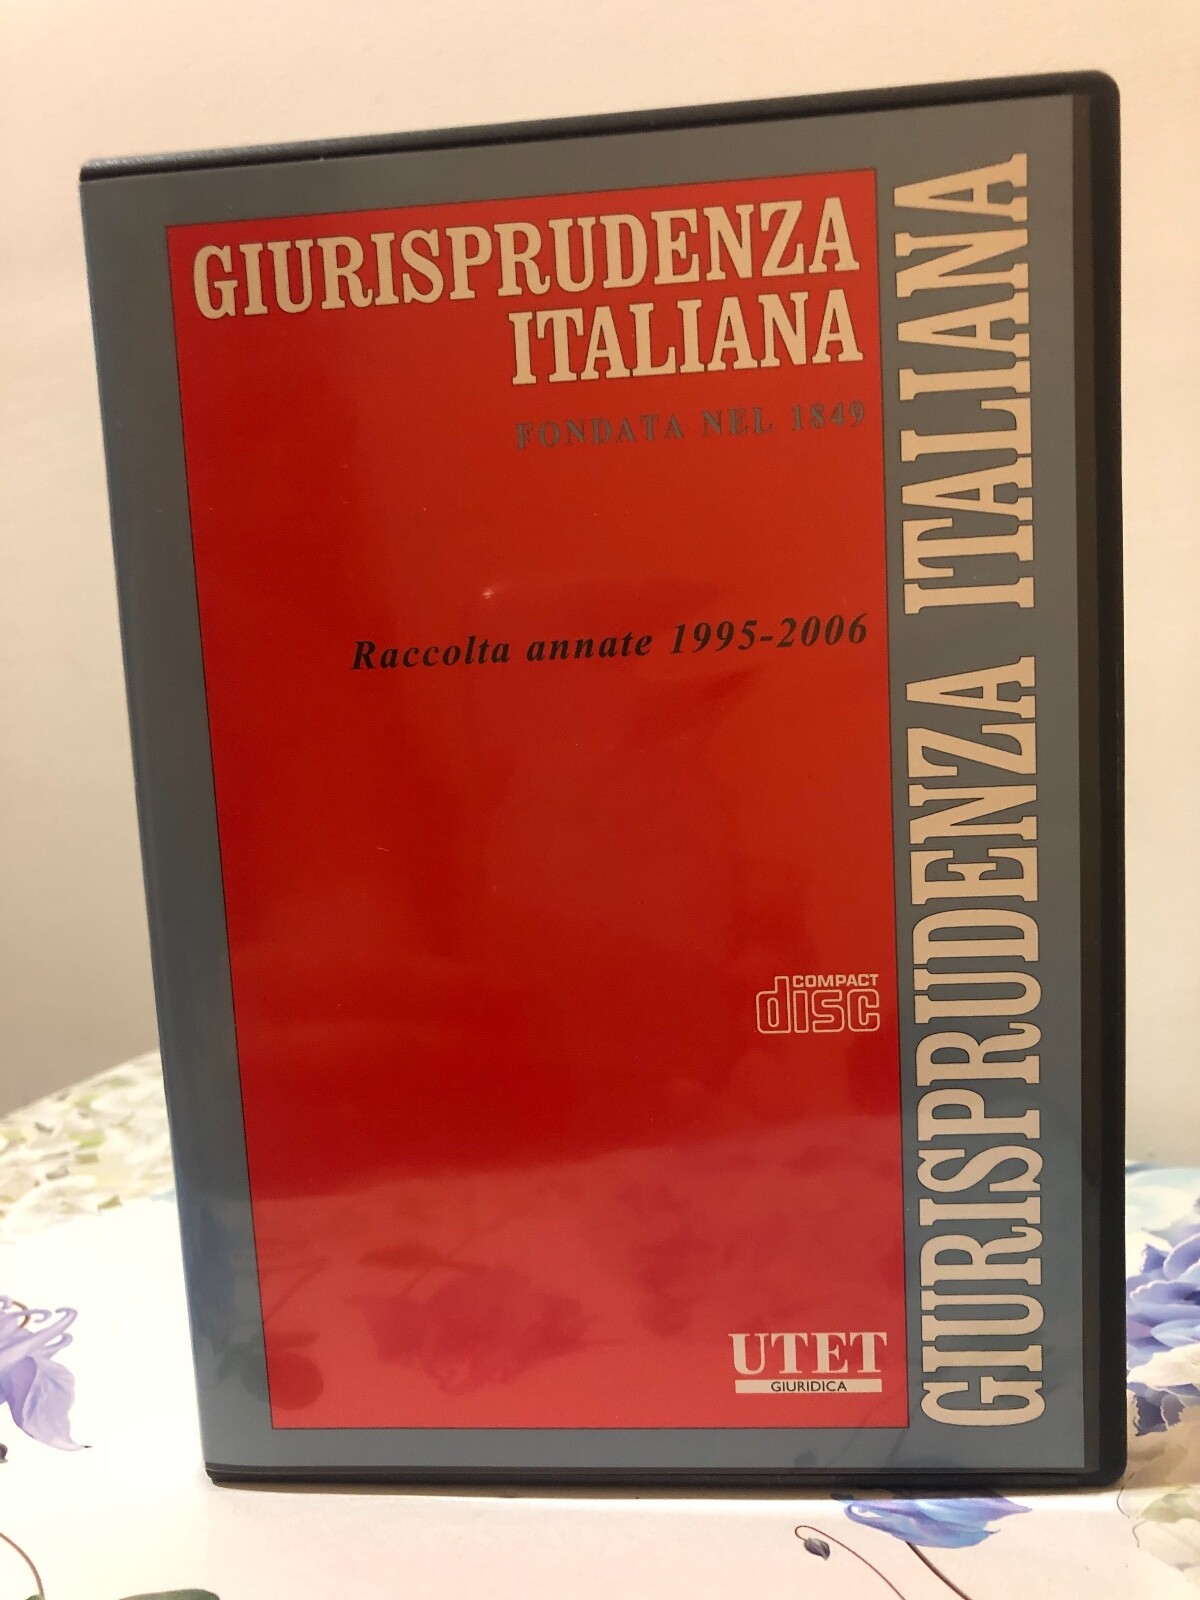 GIURISPRUDENZA
ITALIANA
FONDATA NEL 1849
Raccolta annate 1995-2006
COMPACT
disc
UTET
GIURIDICA
GIURISPRUDENZA ITALIANA